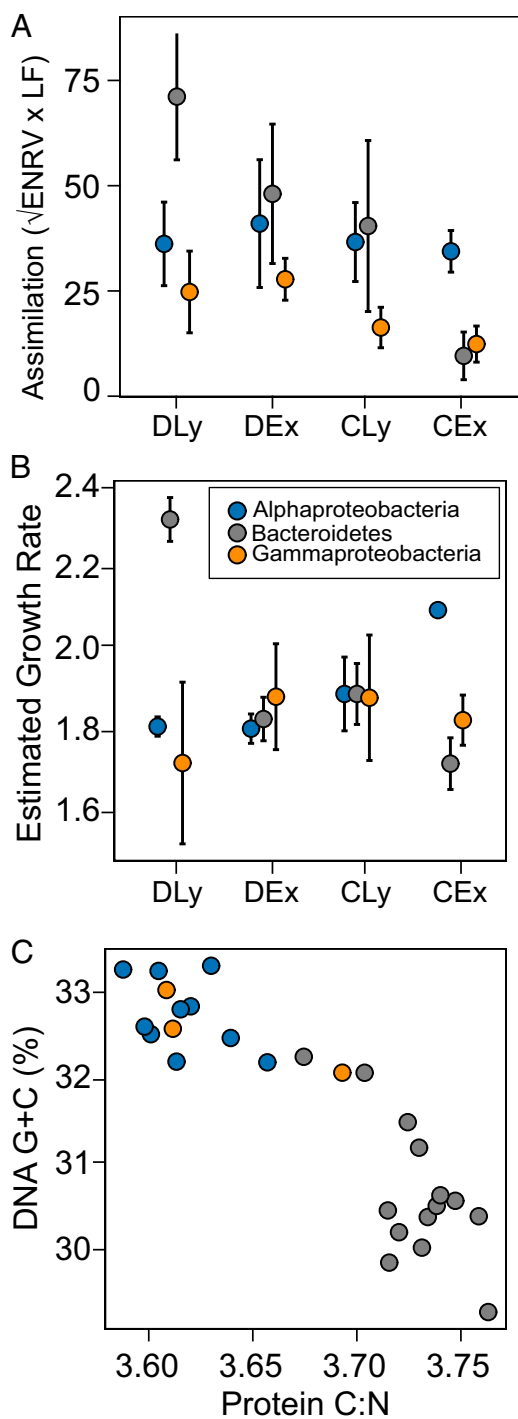 A
Assimilation (√ENRV x LF)
75
50
25
0
DLy DEx CLy CEx
B
Estimated Growth Rate
2.4
2.2
2.0
1.8
1.6
Alphaproteobacteria
Bacteroidetes
Gammaproteobacteria
DLy DEx CLy CEx
C
DNA G+C (%)
33
32
31
30
3.60 3.65 3.70 3.75
Protein C:N